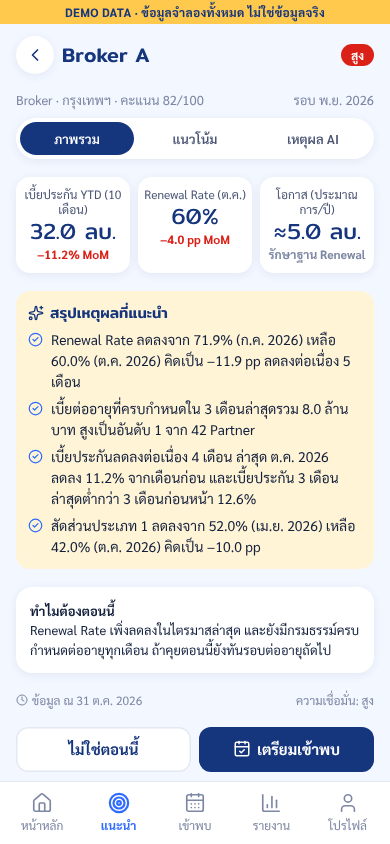 DEMO DATA · ข้อมูลจำลองทั้งหมด ไม่ใช่ข้อมูลจริง
Broker A
สูง
Broker · กรุงเทพฯ · คะแนน 82/100
รอบ พ.ย. 2026
ภาพรวม
แนวโน้ม
เหตุผล AI
เบี้ยประกัน YTD (10
เดือน)
32.0 ลบ.
−11.2% MoM
Renewal Rate (ต.ค.)
60%
−4.0 pp MoM
โอกาส (ประมาณ
การ/ปี)
≈5.0 ลบ.
รักษาฐาน Renewal
สรุปเหตุผลที่แนะนำ
Renewal Rate ลดลงจาก 71.9% (ก.ค. 2026) เหลือ
60.0% (ต.ค. 2026) คิดเป็น −11.9 pp ลดลงต่อเนื่อง 5
เดือน
เบี้ยต่ออายุที่ครบกำหนดใน 3 เดือนล่าสุดรวม 8.0 ล้าน
บาท สูงเป็นอันดับ 1 จาก 42 Partner
เบี้ยประกันลดลงต่อเนื่อง 4 เดือน ล่าสุด ต.ค. 2026
ลดลง 11.2% จากเดือนก่อน และเบี้ยประกัน 3 เดือน
ล่าสุดต่ำกว่า 3 เดือนก่อนหน้า 12.6%
สัดส่วนประเภท 1 ลดลงจาก 52.0% (เม.ย. 2026) เหลือ
42.0% (ต.ค. 2026) คิดเป็น −10.0 pp
ทำไมต้องตอนนี้
Renewal Rate เพิ่งลดลงในไตรมาสล่าสุด และยังมีกรมธรรม์ครบ
กำหนดต่ออายุทุกเดือน ถ้าคุยตอนนี้ยังทันรอบต่ออายุถัดไป
ข้อมูล ณ 31 ต.ค. 2026
ความเชื่อมั่น: สูง
ไม่ใช่ตอนนี้
เตรียมเข้าพบ
หน้าหลัก
แนะนำ
เข้าพบ
รายงาน
โปรไฟล์